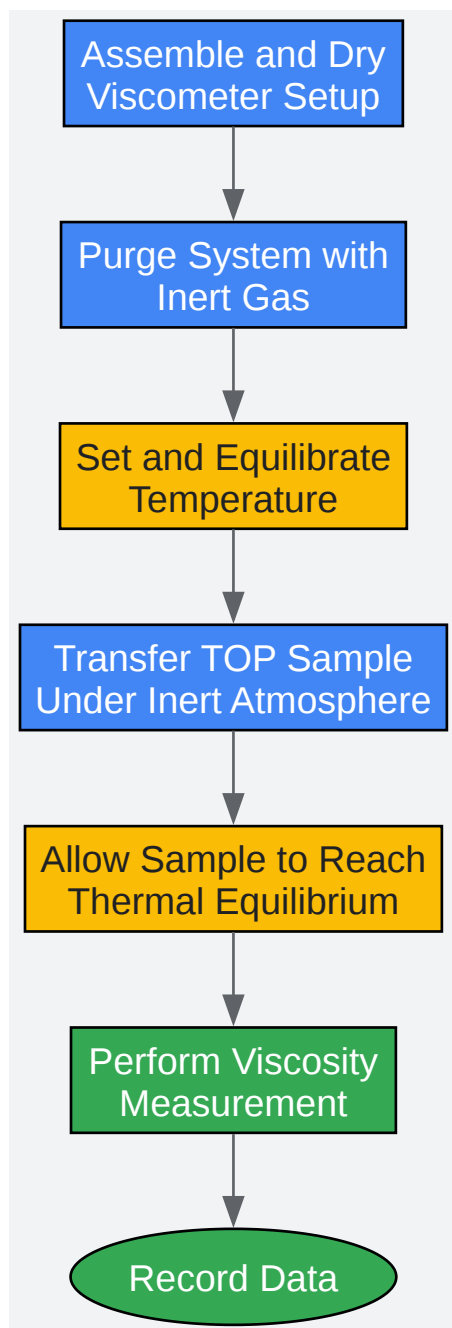 Assemble and Dry
Viscometer Setup
Purge System with
Inert Gas
Set and Equilibrate
Temperature
Transfer TOP Sample
Under Inert Atmosphere
Allow Sample to Reach
Thermal Equilibrium
Perform Viscosity
Measurement
Record Data